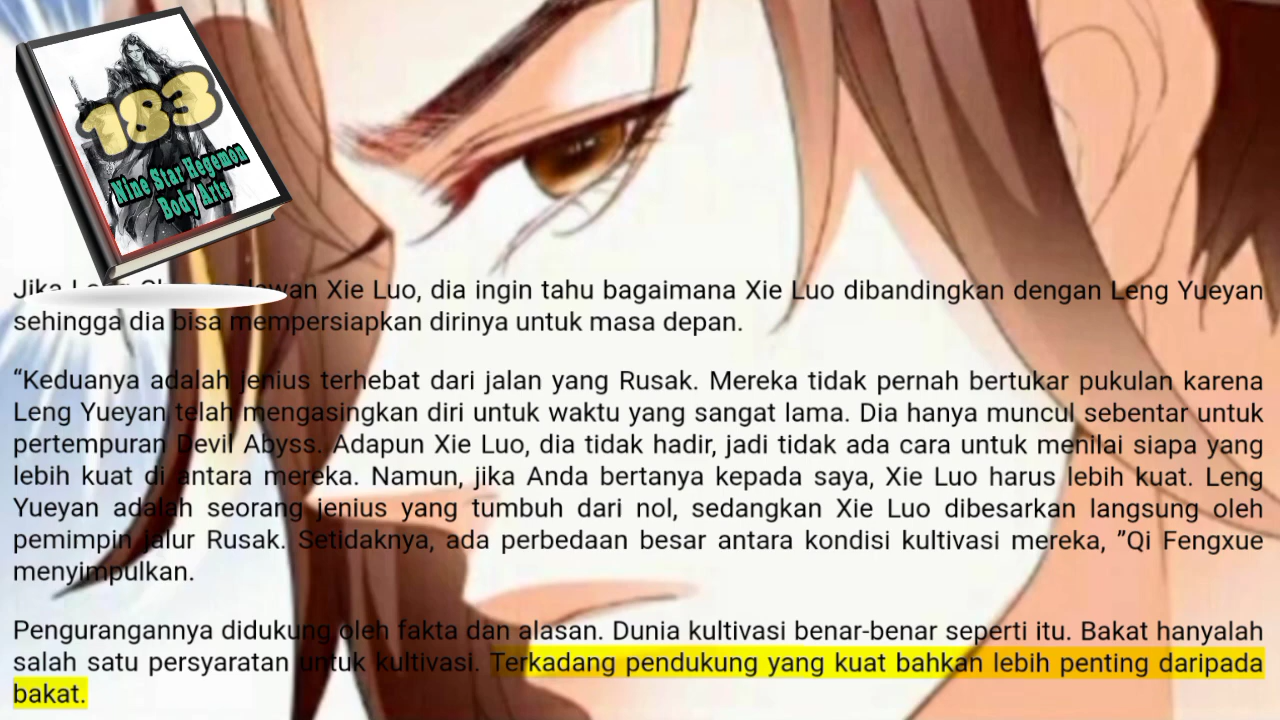 183
Nine Star Hegemon
Body Arts
Jika Xie Luo, dia ingin tahu bagaimana Xie Luo dibandingkan dengan Leng Yueyan
sehingga dia bisa mempersiapkan dirinya untuk masa depan.
“Keduanya adalah jenius terhebat dari jalan yang Rusak. Mereka tidak pernah bertukar pukulan karena
Leng Yueyan telah mengasingkan diri untuk waktu yang sangat lama. Dia hanya muncul sebentar untuk
pertempuran Devil Abyss. Adapun Xie Luo, dia tidak hadir, jadi tidak ada cara untuk menilai siapa yang
lebih kuat di antara mereka. Namun, jika Anda bertanya kepada saya, Xie Luo harus lebih kuat. Leng
Yueyan adalah seorang jenius yang tumbuh dari nol, sedangkan Xie Luo dibesarkan langsung oleh
pemimpin jalur Rusak. Setidaknya, ada perbedaan besar antara kondisi kultivasi mereka, ”Qi Fengxue
menyimpulkan.
Pengurangannya didukung oleh fakta dan alasan. Dunia kultivasi benar-benar seperti itu. Bakat hanyalah
salah satu persyaratan untuk kultivasi. Terkadang pendukung yang kuat bahkan lebih penting daripada
bakat.